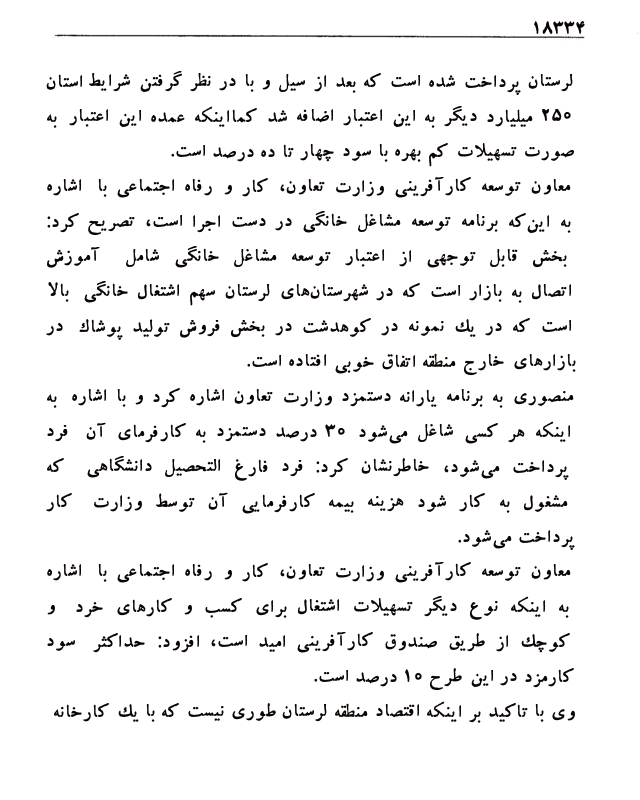 ۱۸۳۳۴
لرستان پرداخت شده است که بعد از سیل و با در نظر گرفتن شرایط استان
۲۵۰ میلیارد دیگر به این اعتبار اضافه شد کمااینکه عمده این اعتبار به
صورت تسهیلات کم بهره با سود چهار تا ده درصد است.
معاون توسعه کارآفرینی وزارت تعاون، کار و رفاه اجتماعی با اشاره
به این‌که برنامه توسعه مشاغل خانگی در دست اجرا است، تصریح کرد:
بخش قابل توجهی از اعتبار توسعه مشاغل خانگی شامل آموزش
اتصال به بازار است که در شهرستان‌های لرستان سهم اشتغال خانگی بالا
است که در یك نمونه در کوهدشت در بخش فروش تولید پوشاك در
بازارهای خارج منطقه اتفاق خوبی افتاده است.
منصوری به برنامه یارانه دستمزد وزارت تعاون اشاره کرد و با اشاره به
اینکه هر کسی شاغل می‌شود ۳۰ درصد دستمزد به کارفرمای آن فرد
پرداخت می‌شود، خاطرنشان کرد: فرد فارغ التحصیل دانشگاهی که
مشغول به کار شود هزینه بیمه کارفرمایی آن توسط وزارت کار
پرداخت می‌شود.
معاون توسعه کارآفرینی وزارت تعاون، کار و رفاه اجتماعی با اشاره
به اینکه نوع دیگر تسهیلات اشتغال برای کسب و کارهای خرد و
کوچك از طریق صندوق کارآفرینی امید است، افزود: حداکثر سود
کارمزد در این طرح ۱۰ درصد است.
وی با تاکید بر اینکه اقتصاد منطقه لرستان طوری نیست که با یك کارخانه